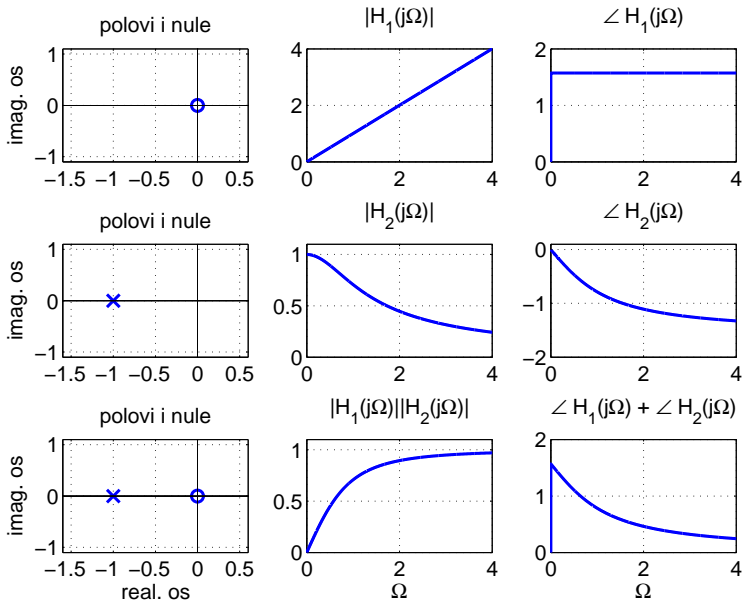 polovi i nule
|H₁(jΩ)|
∠ H₁(jΩ)
imag. os
1
0
−1
−1.5 −1 −0.5 0 0.5
4
2
0
0 2 4
2
1
0
0 2 4
polovi i nule
|H₂(jΩ)|
∠ H₂(jΩ)
imag. os
1
0
−1
−1.5 −1 −0.5 0 0.5
1
0.5
0
0 2 4
0
−1
−2
0 2 4
polovi i nule
|H₁(jΩ)||H₂(jΩ)|
∠ H₁(jΩ) + ∠ H₂(jΩ)
imag. os
1
0
−1
−1.5 −1 −0.5 0 0.5
real. os
1
0.5
0
0 2 4
Ω
2
1
0
0 2 4
Ω